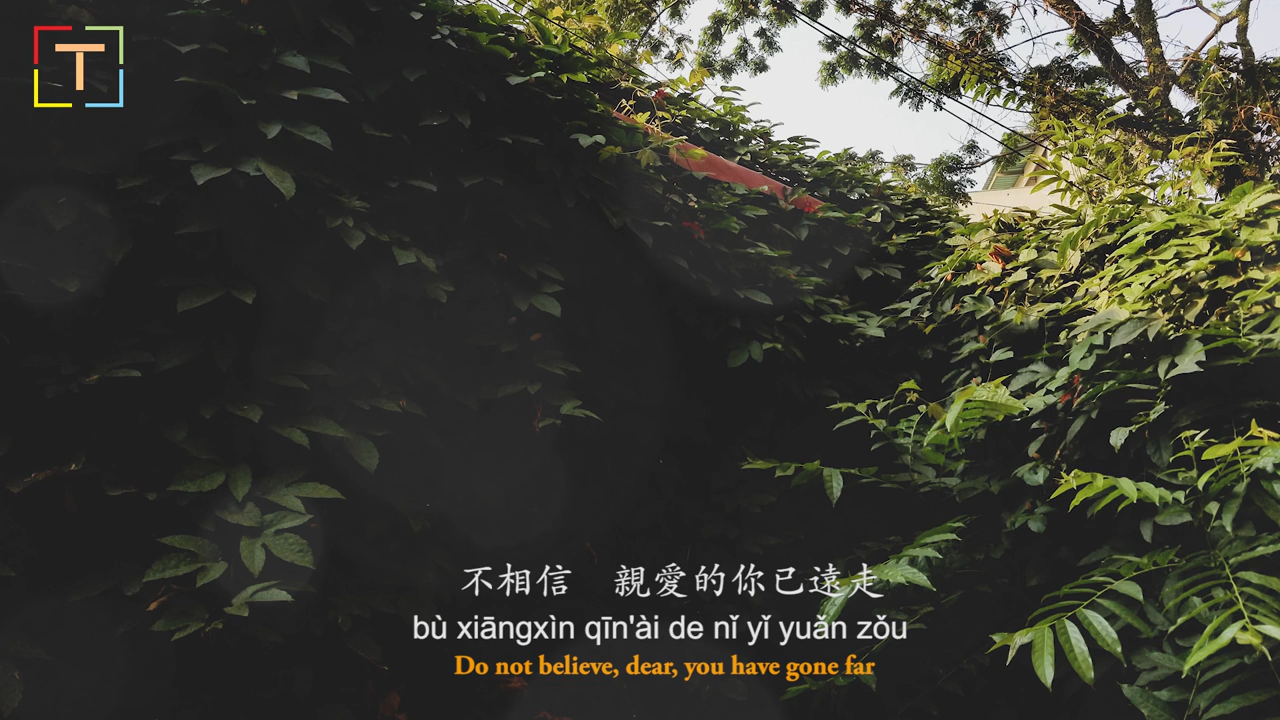 T
不相信　親愛的你已遠走
bù xiāngxìn qīn'ài de nǐ yǐ yuǎn zǒu
Do not believe, dear, you have gone far